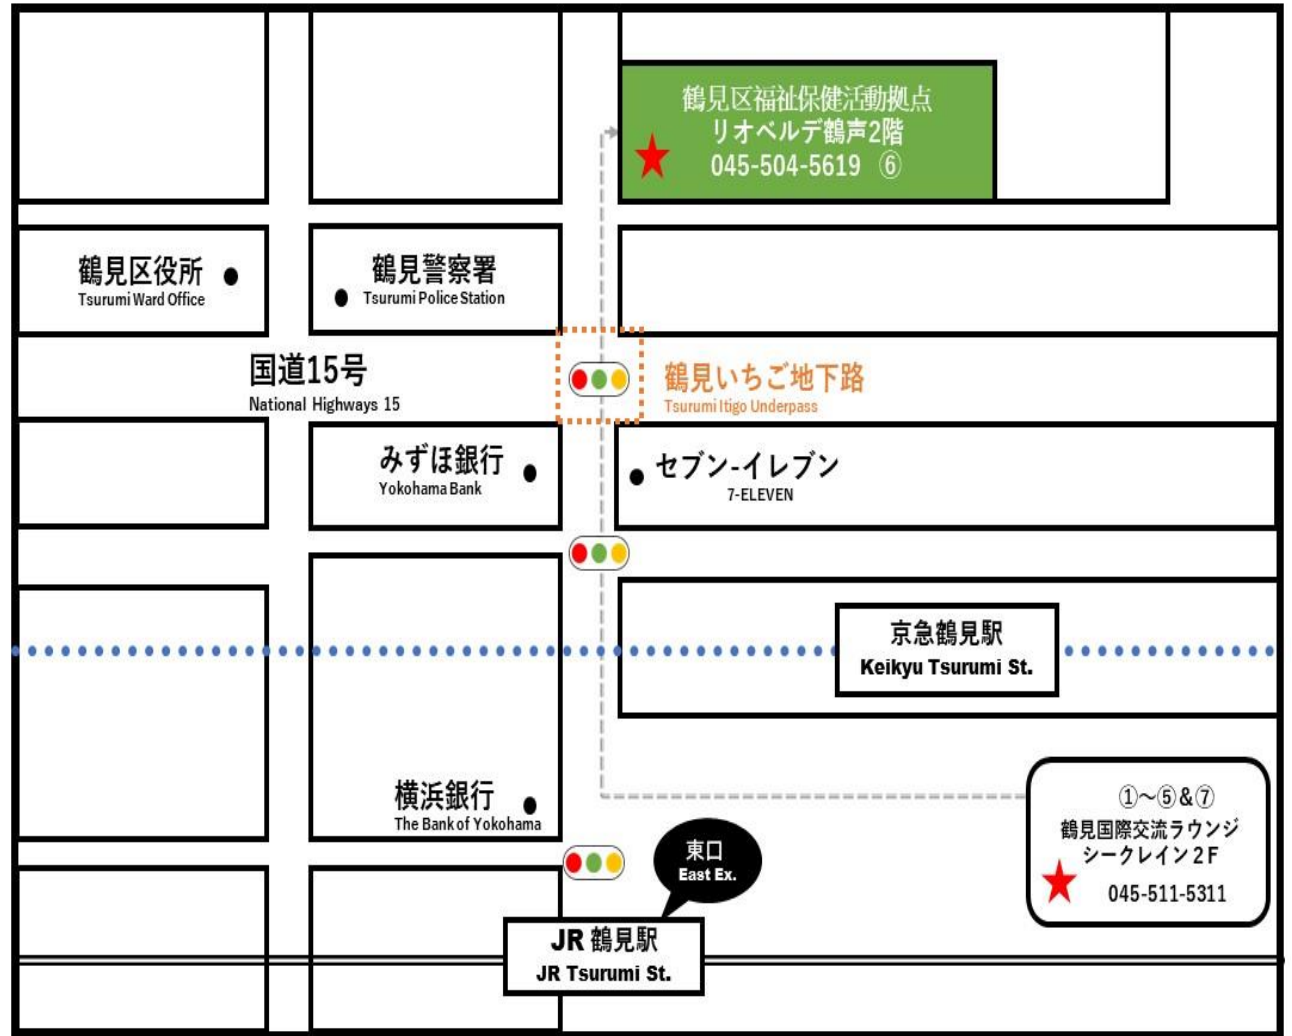 鶴見区福祉保健活動拠点
リオベルデ鶴声2階
045-504-5619 ⑥
鶴見区役所
Tsurumi Ward Office
鶴見警察署
Tsurumi Police Station
国道15号
National Highways 15
鶴見いちご地下路
Tsurumi Itigo Underpass
みずほ銀行
Yokohama Bank
セブン-イレブン
7-ELEVEN
京急鶴見駅
Keikyu Tsurumi St.
横浜銀行
The Bank of Yokohama
①～⑤&⑦
鶴見国際交流ラウンジ
シークレイン2F
045-511-5311
東口
East Ex.
JR 鶴見駅
JR Tsurumi St.